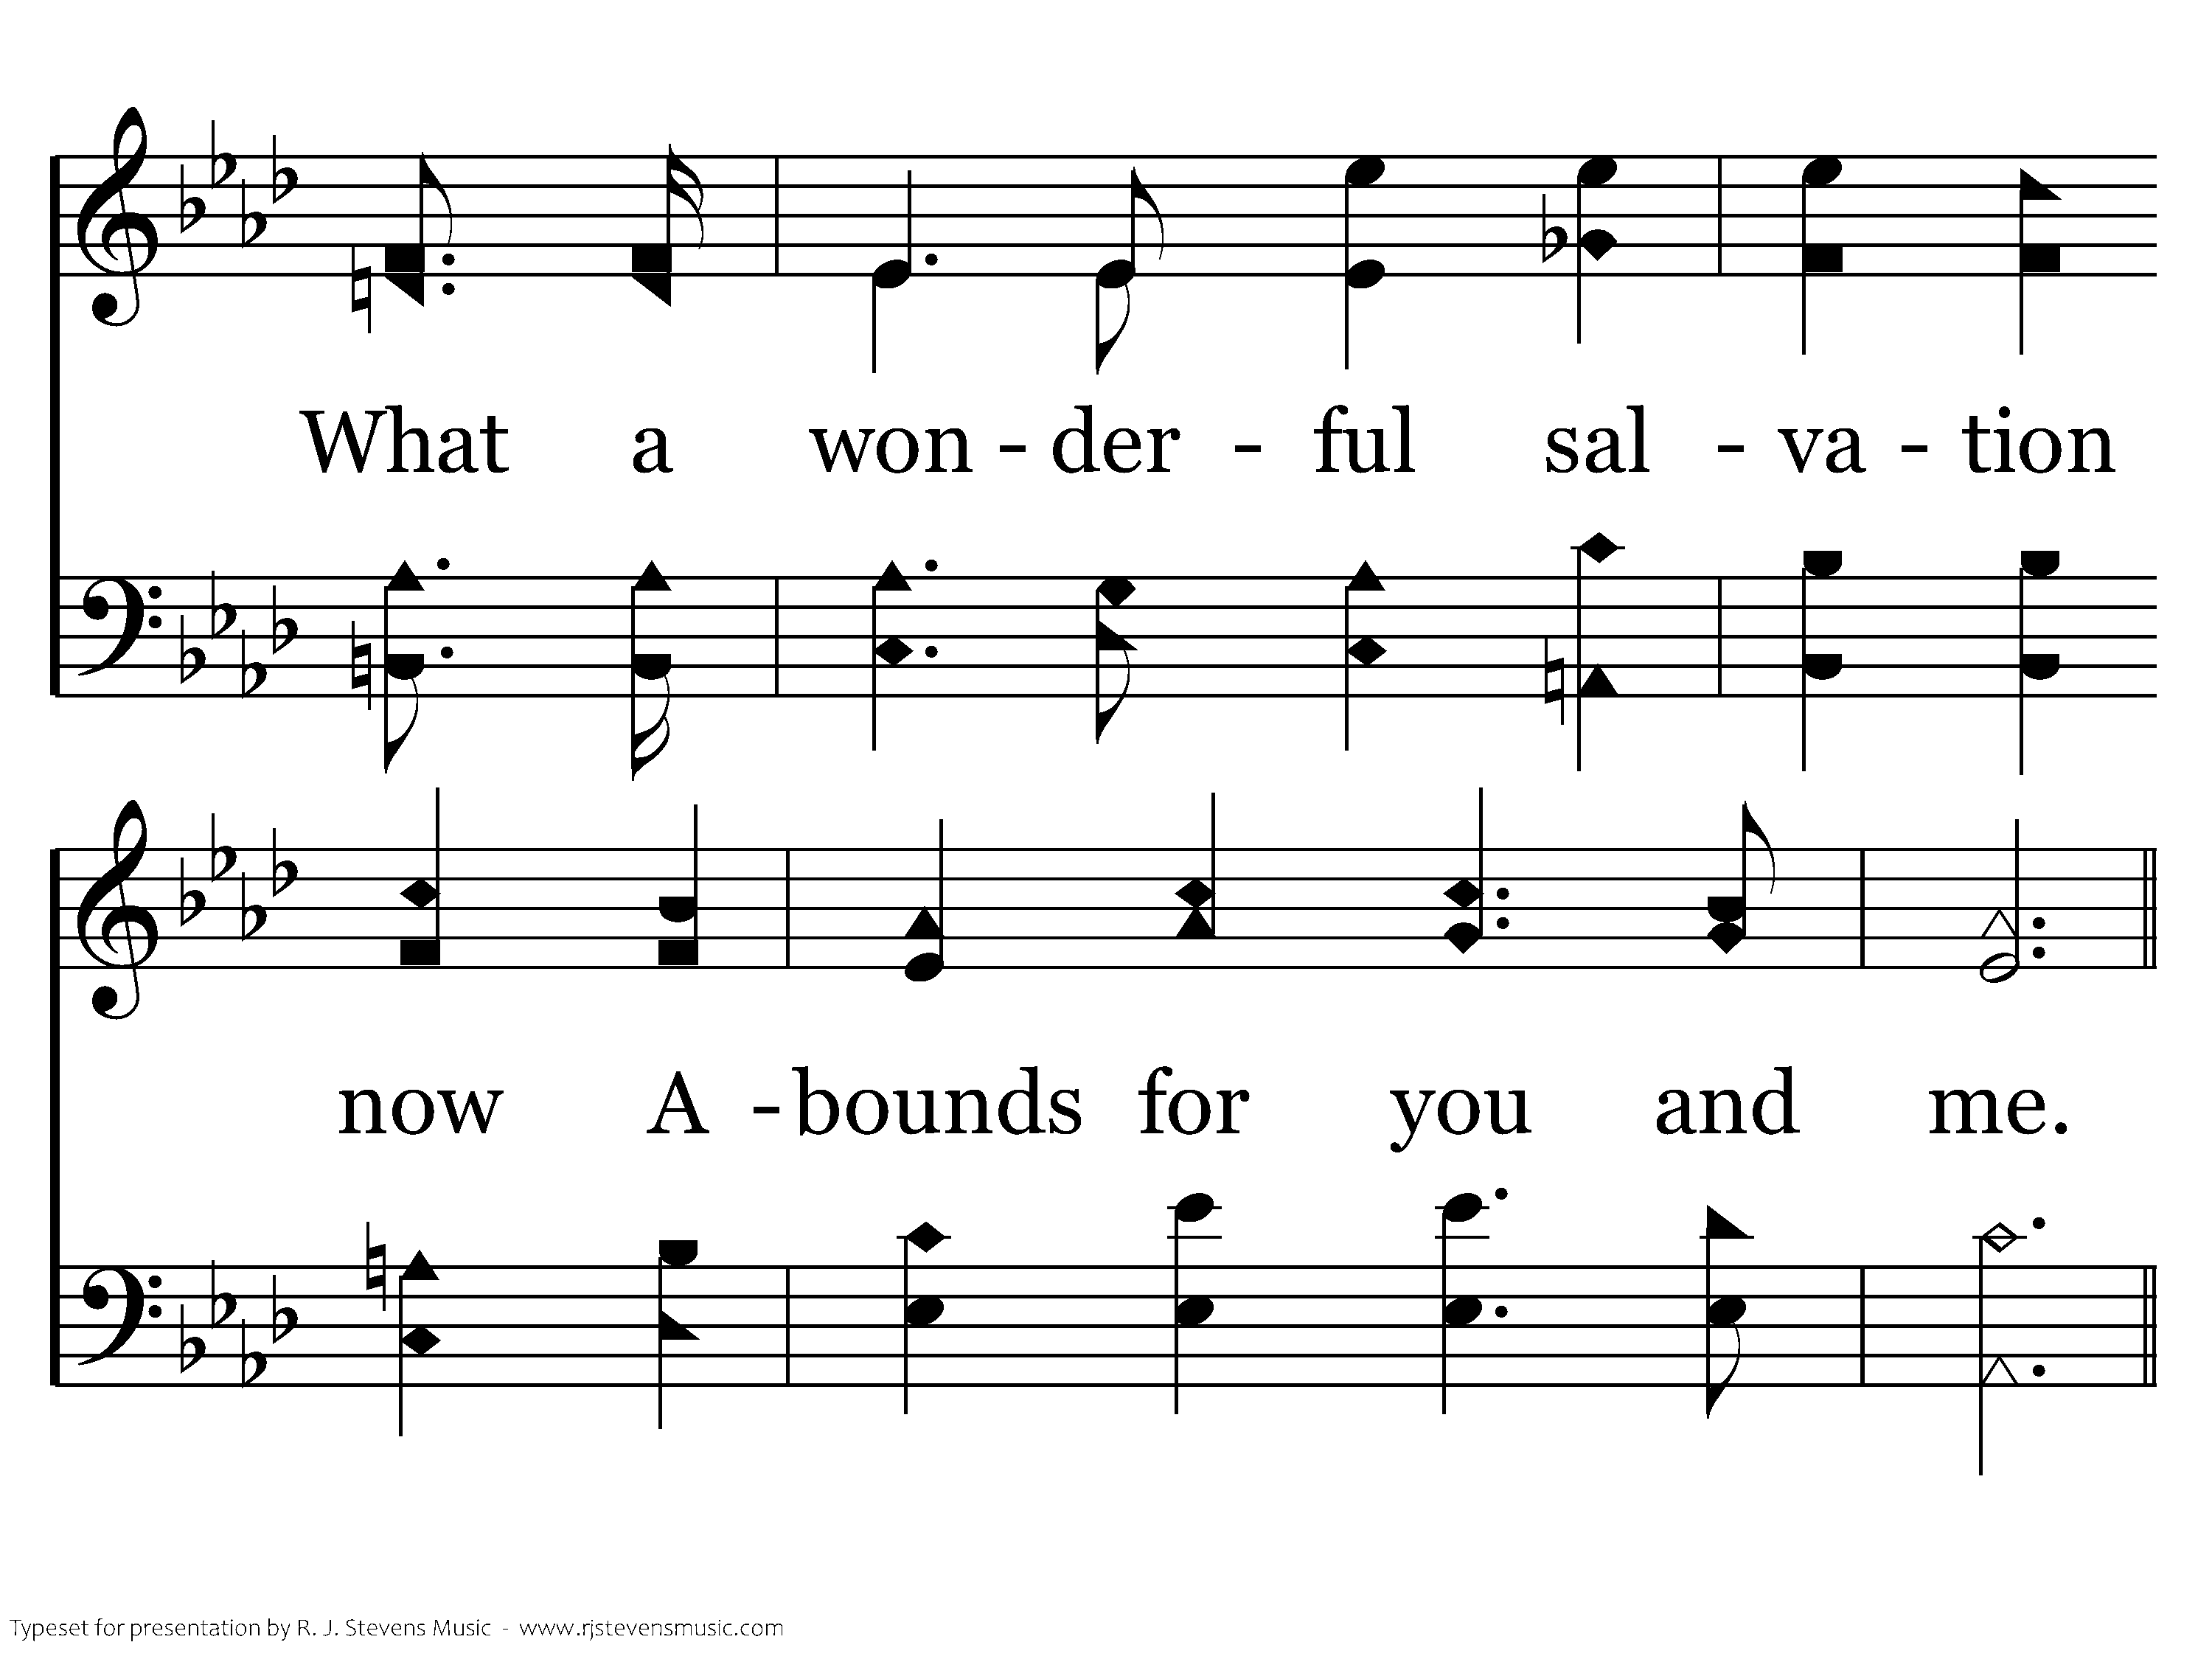 What a won - der - ful sal - va - tion
now A - bounds for you and me.
Typeset for presentation by R. J. Stevens Music - www.rjstevensmusic.com